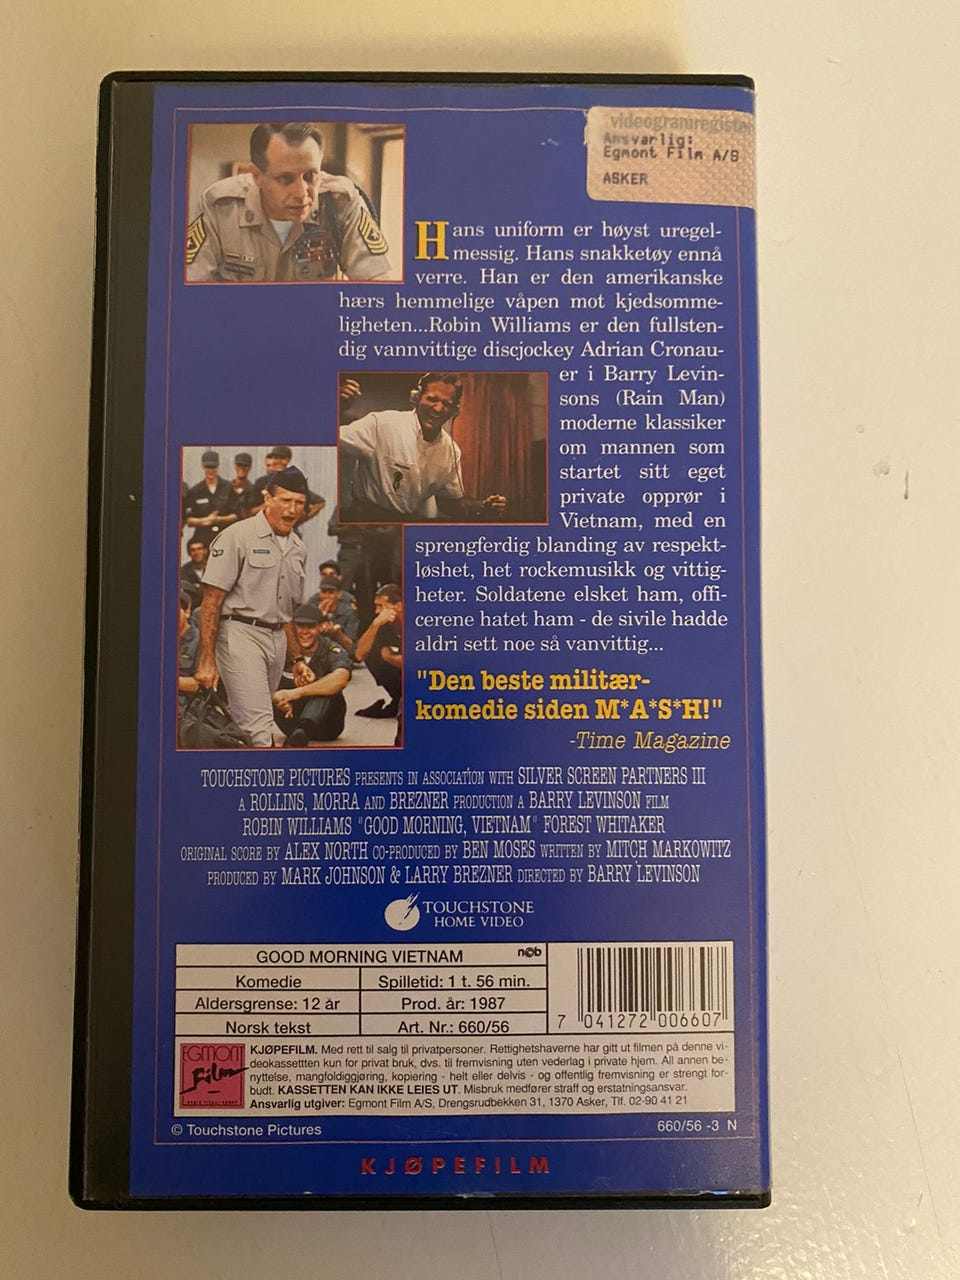 videogramregister
Ansvarlig:
Egmont Film A/S
ASKER
Hans uniform er høyst uregel-
messig. Hans snakketøy ennå
verre. Han er den amerikanske
hærs hemmelige våpen mot kjedsomme-
ligheten...Robin Williams er den fullsten-
dig vannvittige discjockey Adrian Cronau-
er i Barry Levin-
sons (Rain Man)
moderne klassiker
om mannen som
startet sitt eget
private opprør i
Vietnam, med en
sprengferdig blanding av respekt-
løshet, het rockemusikk og vittig-
heter. Soldatene elsket ham, offi-
cerene hatet ham - de sivile hadde
aldri sett noe så vanvittig...
"Den beste militær-
komedie siden M*A*S*H!"
-Time Magazine
TOUCHSTONE PICTURES PRESENTS IN ASSOCIATION WITH SILVER SCREEN PARTNERS III
A ROLLINS, MORRA AND BREZNER PRODUCTION A BARRY LEVINSON FILM
ROBIN WILLIAMS "GOOD MORNING, VIETNAM" FOREST WHITAKER
ORIGINAL SCORE BY ALEX NORTH CO-PRODUCED BY BEN MOSES WRITTEN BY MITCH MARKOWITZ
PRODUCED BY MARK JOHNSON & LARRY BREZNER DIRECTED BY BARRY LEVINSON
TOUCHSTONE
HOME VIDEO
GOOD MORNING VIETNAM ncb
Komedie Spilletid: 1 t. 56 min.
Aldersgrense: 12 år Prod. år: 1987
Norsk tekst Art. Nr.: 660/56
7 041272 006607
EGMONT
Film
KJØPEFILM. Med rett til salg til privatpersoner. Rettighetshaverne har gitt ut filmen på denne vi-
deokassettten kun for privat bruk, dvs. til fremvisning uten vederlag i private hjem. All annen be-
nyttelse, mangfoldiggjøring, kopiering - helt eller delvis - og offentlig fremvisning er strengt for-
budt. KASSETTEN KAN IKKE LEIES UT. Misbruk medfører straff og erstatningsansvar.
Ansvarlig utgiver: Egmont Film A/S, Drengsrudbekken 31, 1370 Asker, Tlf. 02-90 41 21
© Touchstone Pictures
660/56 -3 N
KJØPEFILM